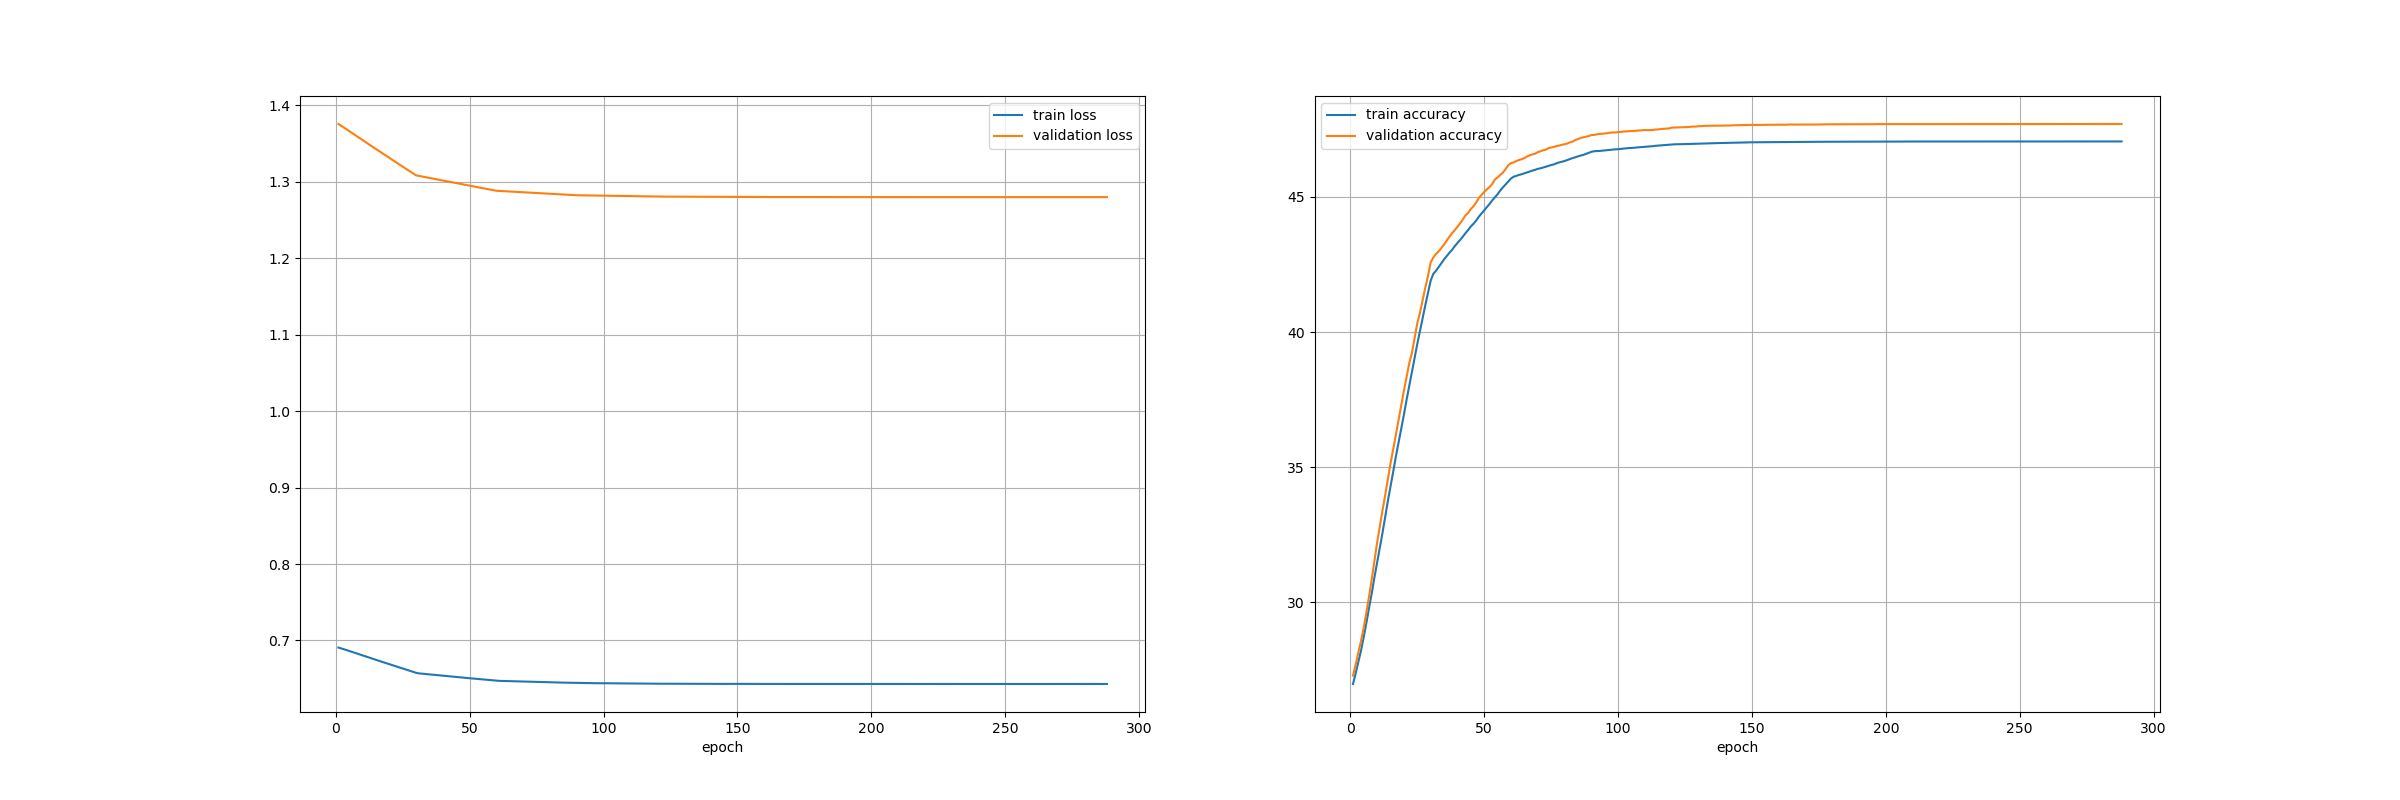 1.4
1.3
1.2
1.1
1.0
0.9
0.8
0.7
0 50 100 150 200 250 300
epoch
train loss
validation loss
45
40
35
30
0 50 100 150 200 250 300
epoch
train accuracy
validation accuracy